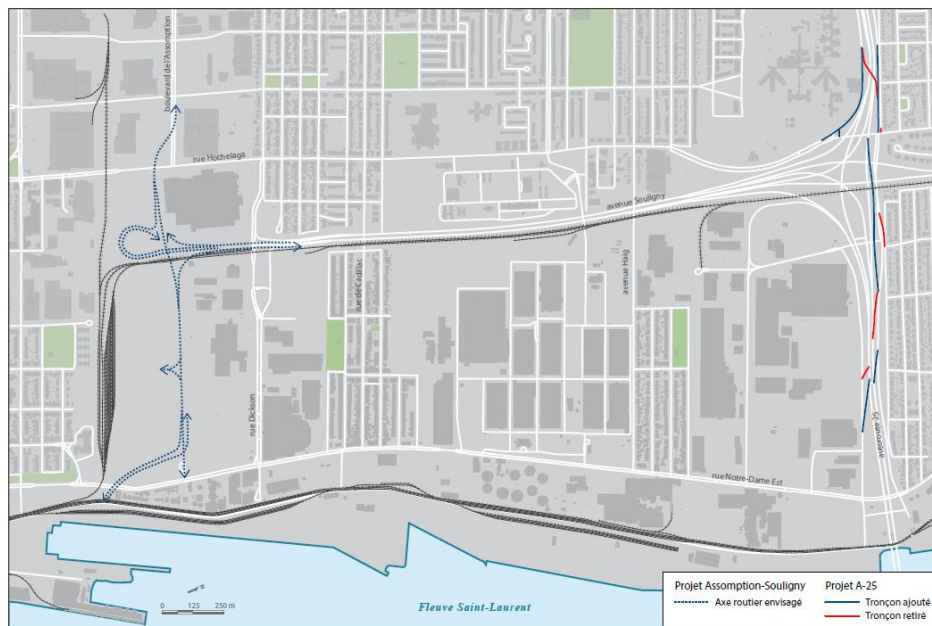 boulevard de l'Assomption
rue Hochelaga
avenue Souligny
rue de Cadillac
avenue Haig
rue Dickson
autoroute 25
rue Notre-Dame Est
0 125 250 m
Fleuve Saint-Laurent
Projet Assomption-Souligny
Axe routier envisagé
Projet A-25
Tronçon ajouté
Tronçon retiré